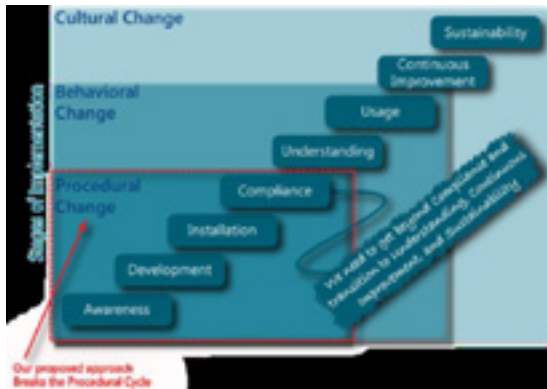 Cultural Change
Sustainability
Continuous
Improvement
Behavioral
Change
Usage
Understanding
Procedural
Change
Compliance
Installation
Development
Awareness
Stages of Implementation
We need to get beyond Compliance and
transition to understanding, Continuous
Improvement, and Sustainability
Our proposed approach
Breaks the Procedural Cycle